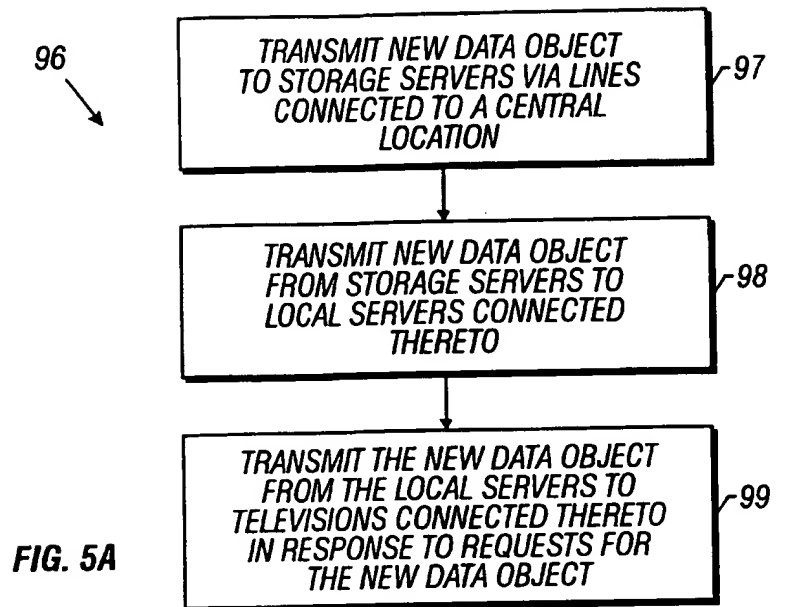 96
TRANSMIT NEW DATA OBJECT
TO STORAGE SERVERS VIA LINES
CONNECTED TO A CENTRAL
LOCATION
97
TRANSMIT NEW DATA OBJECT
FROM STORAGE SERVERS TO
LOCAL SERVERS CONNECTED
THERETO
98
TRANSMIT THE NEW DATA OBJECT
FROM THE LOCAL SERVERS TO
TELEVISIONS CONNECTED THERETO
IN RESPONSE TO REQUESTS FOR
THE NEW DATA OBJECT
99
FIG. 5A